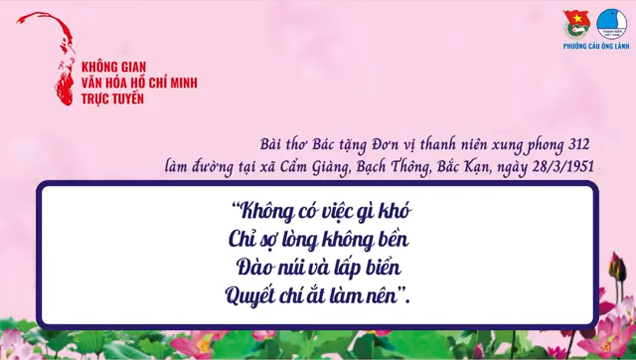 KHÔNG GIAN
VĂN HÓA HỒ CHÍ MINH
TRỰC TUYẾN
PHƯỜNG CẦU ÔNG LÃNH
Bài thơ Bác tặng Đơn vị thanh niên xung phong 312
làm đường tại xã Cẩm Giàng, Bạch Thông, Bắc Kạn, ngày 28/3/1951
“Không có việc gì khó
Chỉ sợ lòng không bền
Đào núi và lấp biển
Quyết chí ắt làm nên”.